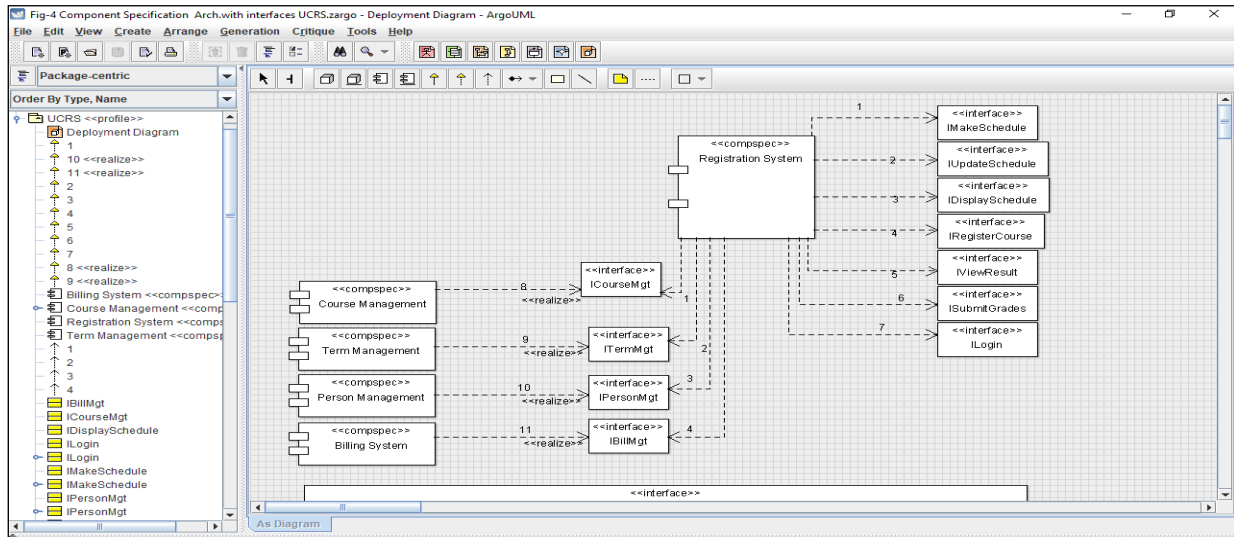 Fig-4 Component Specification Arch.with interfaces UCRS.zargo - Deployment Diagram - ArgoUML
File Edit View Create Arrange Generation Critique Tools Help
Package-centric
Order By Type, Name
UCRS <<profile>>
Deployment Diagram
1
10 <<realize>>
11 <<realize>>
2
3
4
5
6
7
8 <<realize>>
9 <<realize>>
Billing System <<compspec>>
Course Management <<comp
Registration System <<comps
Term Management <<compsp
1
2
3
4
IBillMgt
ICourseMgt
IDisplaySchedule
ILogin
ILogin
IMakeSchedule
IMakeSchedule
IPersonMgt
IPersonMgt
<<compspec>>
Registration System
1
<<interface>>
IMakeSchedule
2
<<interface>>
IUpdateSchedule
3
<<interface>>
IDisplaySchedule
4
<<interface>>
IRegisterCourse
5
<<interface>>
IViewResult
6
<<interface>>
ISubmitGrades
7
<<interface>>
ILogin
<<compspec>>
Course Management
8
<<realize>>
<<interface>>
ICourseMgt
1
<<compspec>>
Term Management
9
<<realize>>
<<interface>>
ITermMgt
2
<<compspec>>
Person Management
10
<<realize>>
<<interface>>
IPersonMgt
3
<<compspec>>
Billing System
11
<<realize>>
<<interface>>
IBillMgt
4
<<interface>>
As Diagram